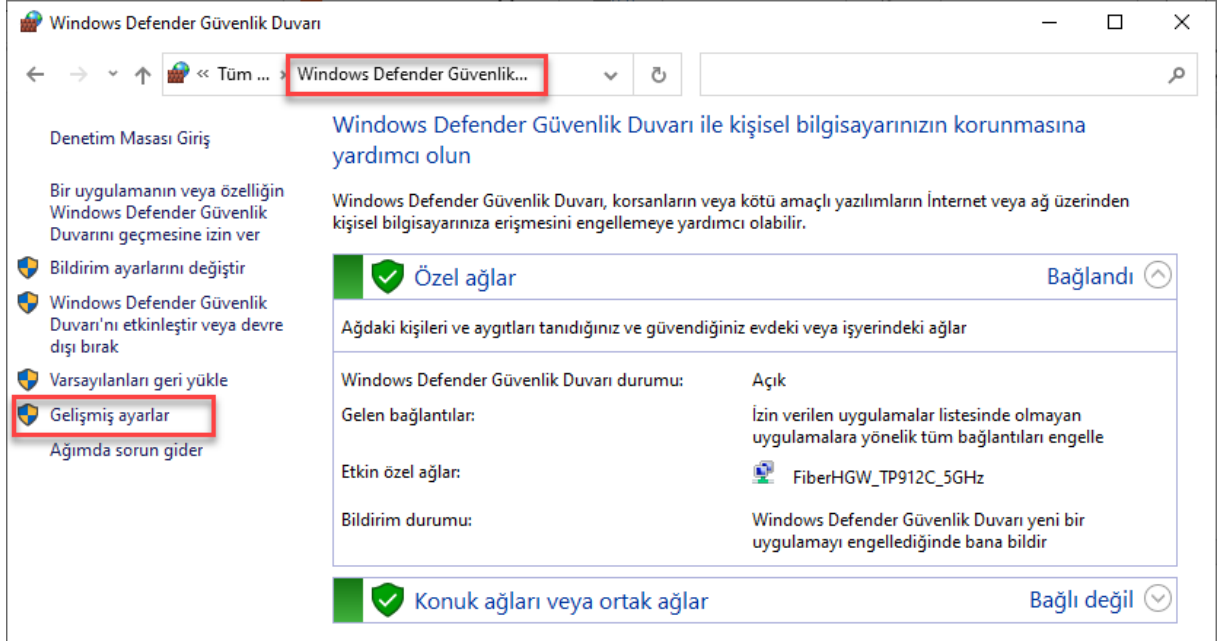 Windows Defender Güvenlik Duvarı
« Tüm ... › Windows Defender Güvenlik...
Denetim Masası Giriş
Bir uygulamanın veya özelliğin
Windows Defender Güvenlik
Duvarını geçmesine izin ver
Bildirim ayarlarını değiştir
Windows Defender Güvenlik
Duvarı'nı etkinleştir veya devre
dışı bırak
Varsayılanları geri yükle
Gelişmiş ayarlar
Ağımda sorun gider
Windows Defender Güvenlik Duvarı ile kişisel bilgisayarınızın korunmasına
yardımcı olun
Windows Defender Güvenlik Duvarı, korsanların veya kötü amaçlı yazılımların İnternet veya ağ üzerinden
kişisel bilgisayarınıza erişmesini engellemeye yardımcı olabilir.
Özel ağlar Bağlandı
Ağdaki kişileri ve aygıtları tanıdığınız ve güvendiğiniz evdeki veya işyerindeki ağlar
Windows Defender Güvenlik Duvarı durumu: Açık
Gelen bağlantılar: İzin verilen uygulamalar listesinde olmayan
uygulamalara yönelik tüm bağlantıları engelle
Etkin özel ağlar: FiberHGW_TP912C_5GHz
Bildirim durumu: Windows Defender Güvenlik Duvarı yeni bir
uygulamayı engellediğinde bana bildir
Konuk ağları veya ortak ağlar Bağlı değil